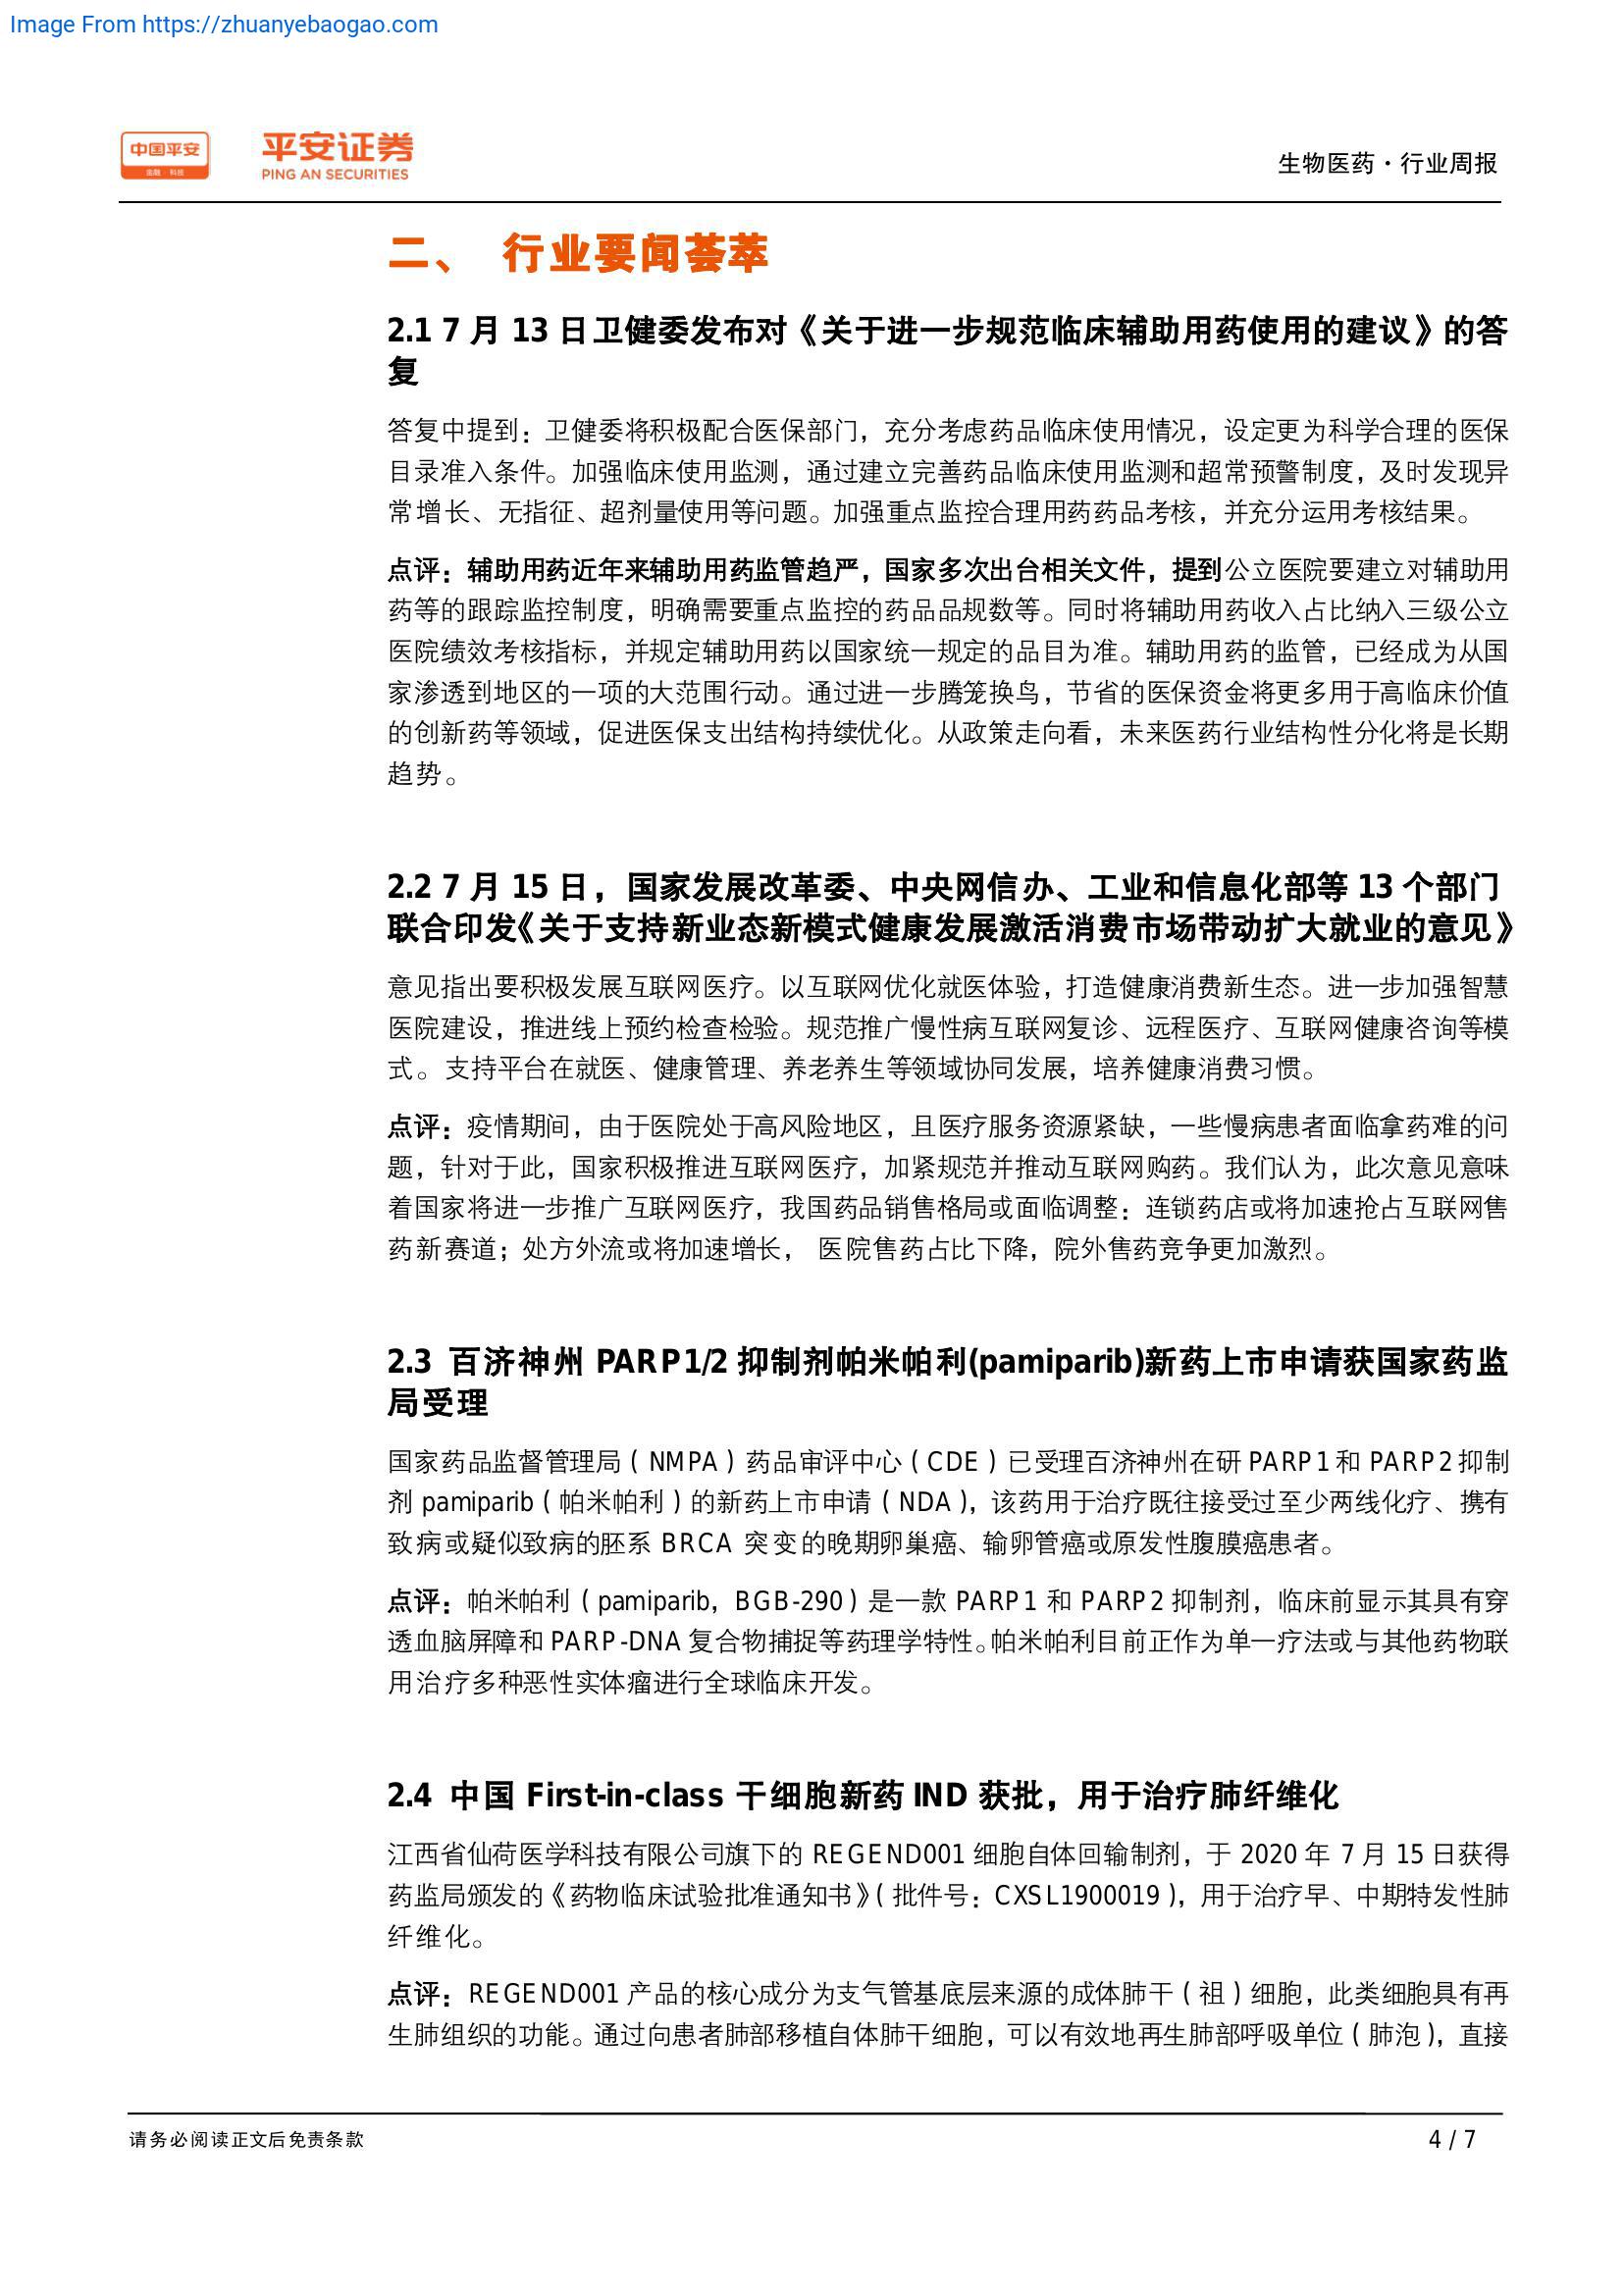 Image From https://zhuanyebaogao.com
中国平安
金融·科技
平安证券
PING AN SECURITIES
生物医药·行业周报
二、 行业要闻荟萃
2.1 7 月 13 日卫健委发布对《关于进一步规范临床辅助用药使用的建议》的答
复
答复中提到：卫健委将积极配合医保部门，充分考虑药品临床使用情况，设定更为科学合理的医保
目录准入条件。加强临床使用监测，通过建立完善药品临床使用监测和超常预警制度，及时发现异
常增长、无指征、超剂量使用等问题。加强重点监控合理用药药品考核，并充分运用考核结果。
点评：辅助用药近年来辅助用药监管趋严，国家多次出台相关文件，提到公立医院要建立对辅助用
药等的跟踪监控制度，明确需要重点监控的药品品规数等。同时将辅助用药收入占比纳入三级公立
医院绩效考核指标，并规定辅助用药以国家统一规定的品目为准。辅助用药的监管，已经成为从国
家渗透到地区的一项的大范围行动。通过进一步腾笼换鸟，节省的医保资金将更多用于高临床价值
的创新药等领域，促进医保支出结构持续优化。从政策走向看，未来医药行业结构性分化将是长期
趋势。
2.2 7 月 15 日，国家发展改革委、中央网信办、工业和信息化部等 13 个部门
联合印发《关于支持新业态新模式健康发展激活消费市场带动扩大就业的意见》
意见指出要积极发展互联网医疗。以互联网优化就医体验，打造健康消费新生态。进一步加强智慧
医院建设，推进线上预约检查检验。规范推广慢性病互联网复诊、远程医疗、互联网健康咨询等模
式。支持平台在就医、健康管理、养老养生等领域协同发展，培养健康消费习惯。
点评：疫情期间，由于医院处于高风险地区，且医疗服务资源紧缺，一些慢病患者面临拿药难的问
题，针对于此，国家积极推进互联网医疗，加紧规范并推动互联网购药。我们认为，此次意见意味
着国家将进一步推广互联网医疗，我国药品销售格局或面临调整：连锁药店或将加速抢占互联网售
药新赛道；处方外流或将加速增长， 医院售药占比下降，院外售药竞争更加激烈。
2.3 百济神州 PARP1/2 抑制剂帕米帕利(pamiparib)新药上市申请获国家药监
局受理
国家药品监督管理局（NMPA）药品审评中心（CDE）已受理百济神州在研 PARP1 和 PARP2 抑制
剂 pamiparib（帕米帕利）的新药上市申请（NDA），该药用于治疗既往接受过至少两线化疗、携有
致病或疑似致病的胚系 BRCA 突变的晚期卵巢癌、输卵管癌或原发性腹膜癌患者。
点评：帕米帕利（pamiparib，BGB-290）是一款 PARP1 和 PARP2 抑制剂，临床前显示其具有穿
透血脑屏障和 PARP-DNA 复合物捕捉等药理学特性。帕米帕利目前正作为单一疗法或与其他药物联
用治疗多种恶性实体瘤进行全球临床开发。
2.4 中国 First-in-class 干细胞新药 IND 获批，用于治疗肺纤维化
江西省仙荷医学科技有限公司旗下的 REGEND001 细胞自体回输制剂，于 2020 年 7 月 15 日获得
药监局颁发的《药物临床试验批准通知书》（批件号：CXSL1900019），用于治疗早、中期特发性肺
纤维化。
点评：REGEND001 产品的核心成分为支气管基底层来源的成体肺干（祖）细胞，此类细胞具有再
生肺组织的功能。通过向患者肺部移植自体肺干细胞，可以有效地再生肺部呼吸单位（肺泡），直接
请务必阅读正文后免责条款
4 / 7